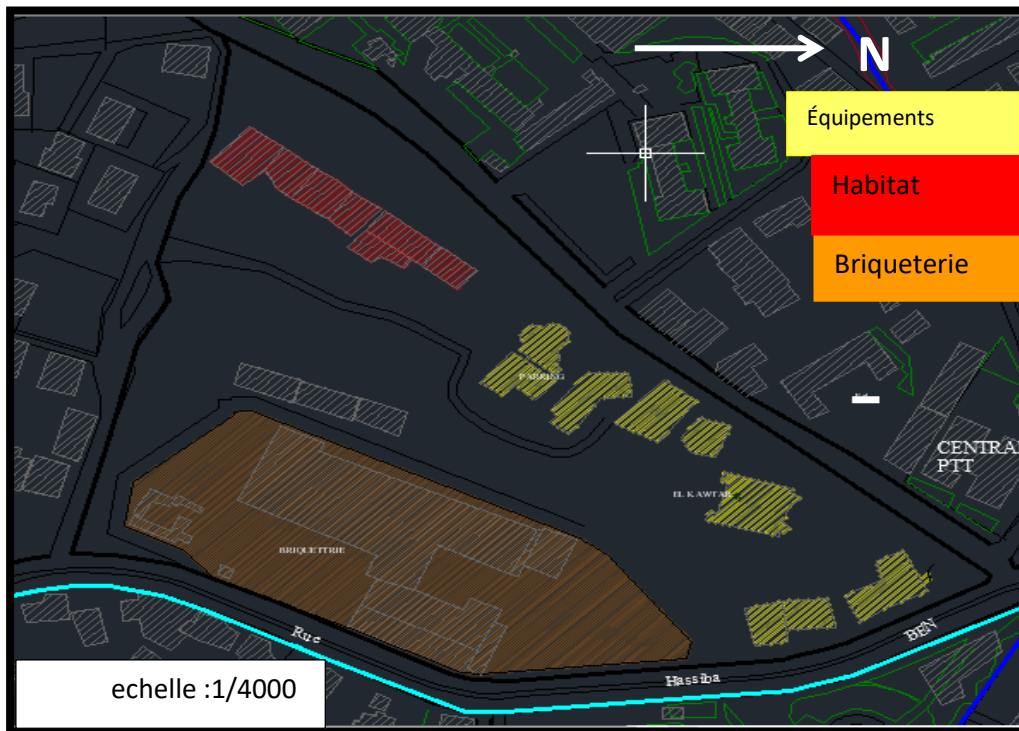 N
Équipements
Habitat
Briqueterie
PARKING
CENTRAL
PTT
EL KAWTAR
BRIQUETTRIE
Rue
Hassiba
BEN
echelle :1/4000